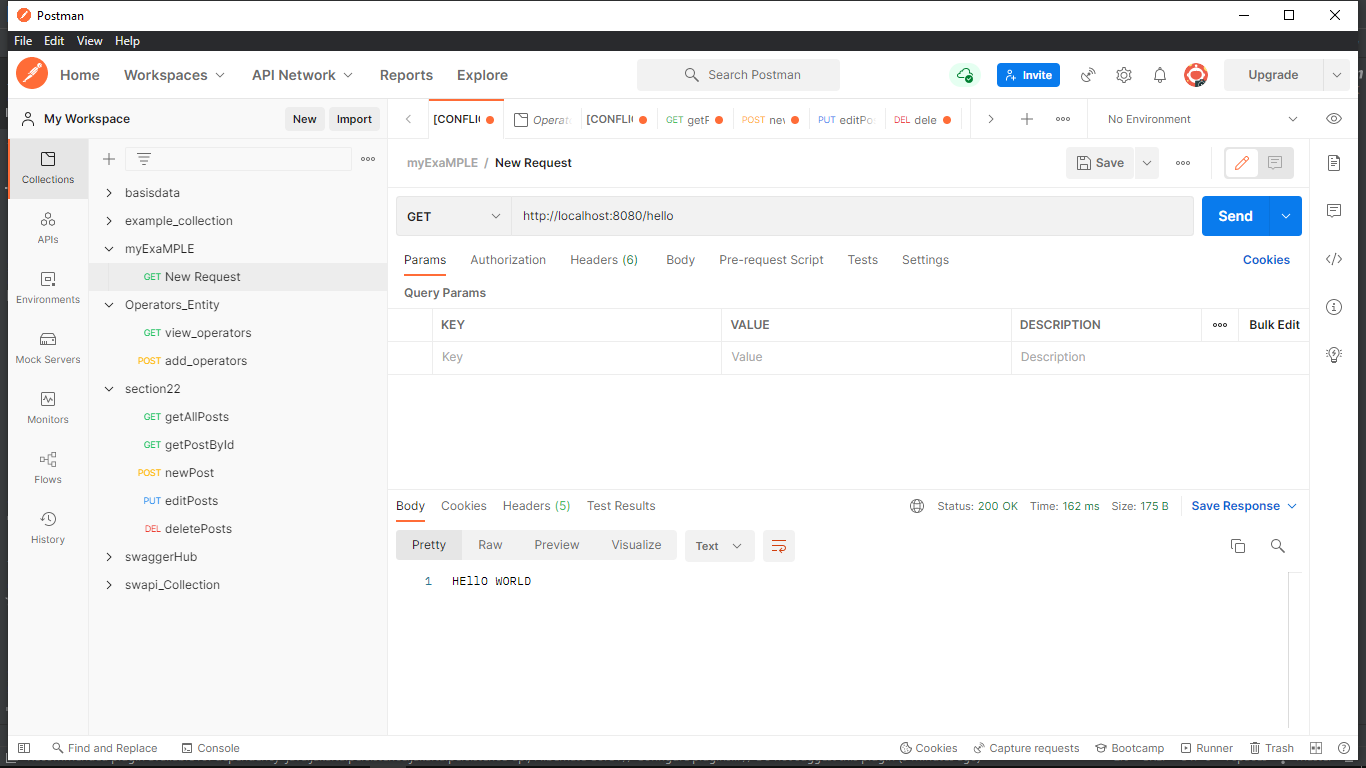 Postman
File Edit View Help
Home Workspaces API Network Reports Explore Search Postman Invite Upgrade
My Workspace New Import
[CONFLI Operato [CONFLI GET getP POST nev PUT editPo DEL dele No Environment
Collections
APIs
Environments
Mock Servers
Monitors
Flows
History
basisdata
example_collection
myExaMPLE
GET New Request
Operators_Entity
GET view_operators
POST add_operators
section22
GET getAllPosts
GET getPostById
POST newPost
PUT editPosts
DEL deletePosts
swaggerHub
swapi_Collection
myExaMPLE / New Request Save
GET http://localhost:8080/hello Send
Params Authorization Headers (6) Body Pre-request Script Tests Settings Cookies
Query Params
KEY VALUE DESCRIPTION Bulk Edit
Key Value Description
Body Cookies Headers (5) Test Results Status: 200 OK Time: 162 ms Size: 175 B Save Response
Pretty Raw Preview Visualize Text
1 HEllO WORLD
Find and Replace Console Cookies Capture requests Bootcamp Runner Trash